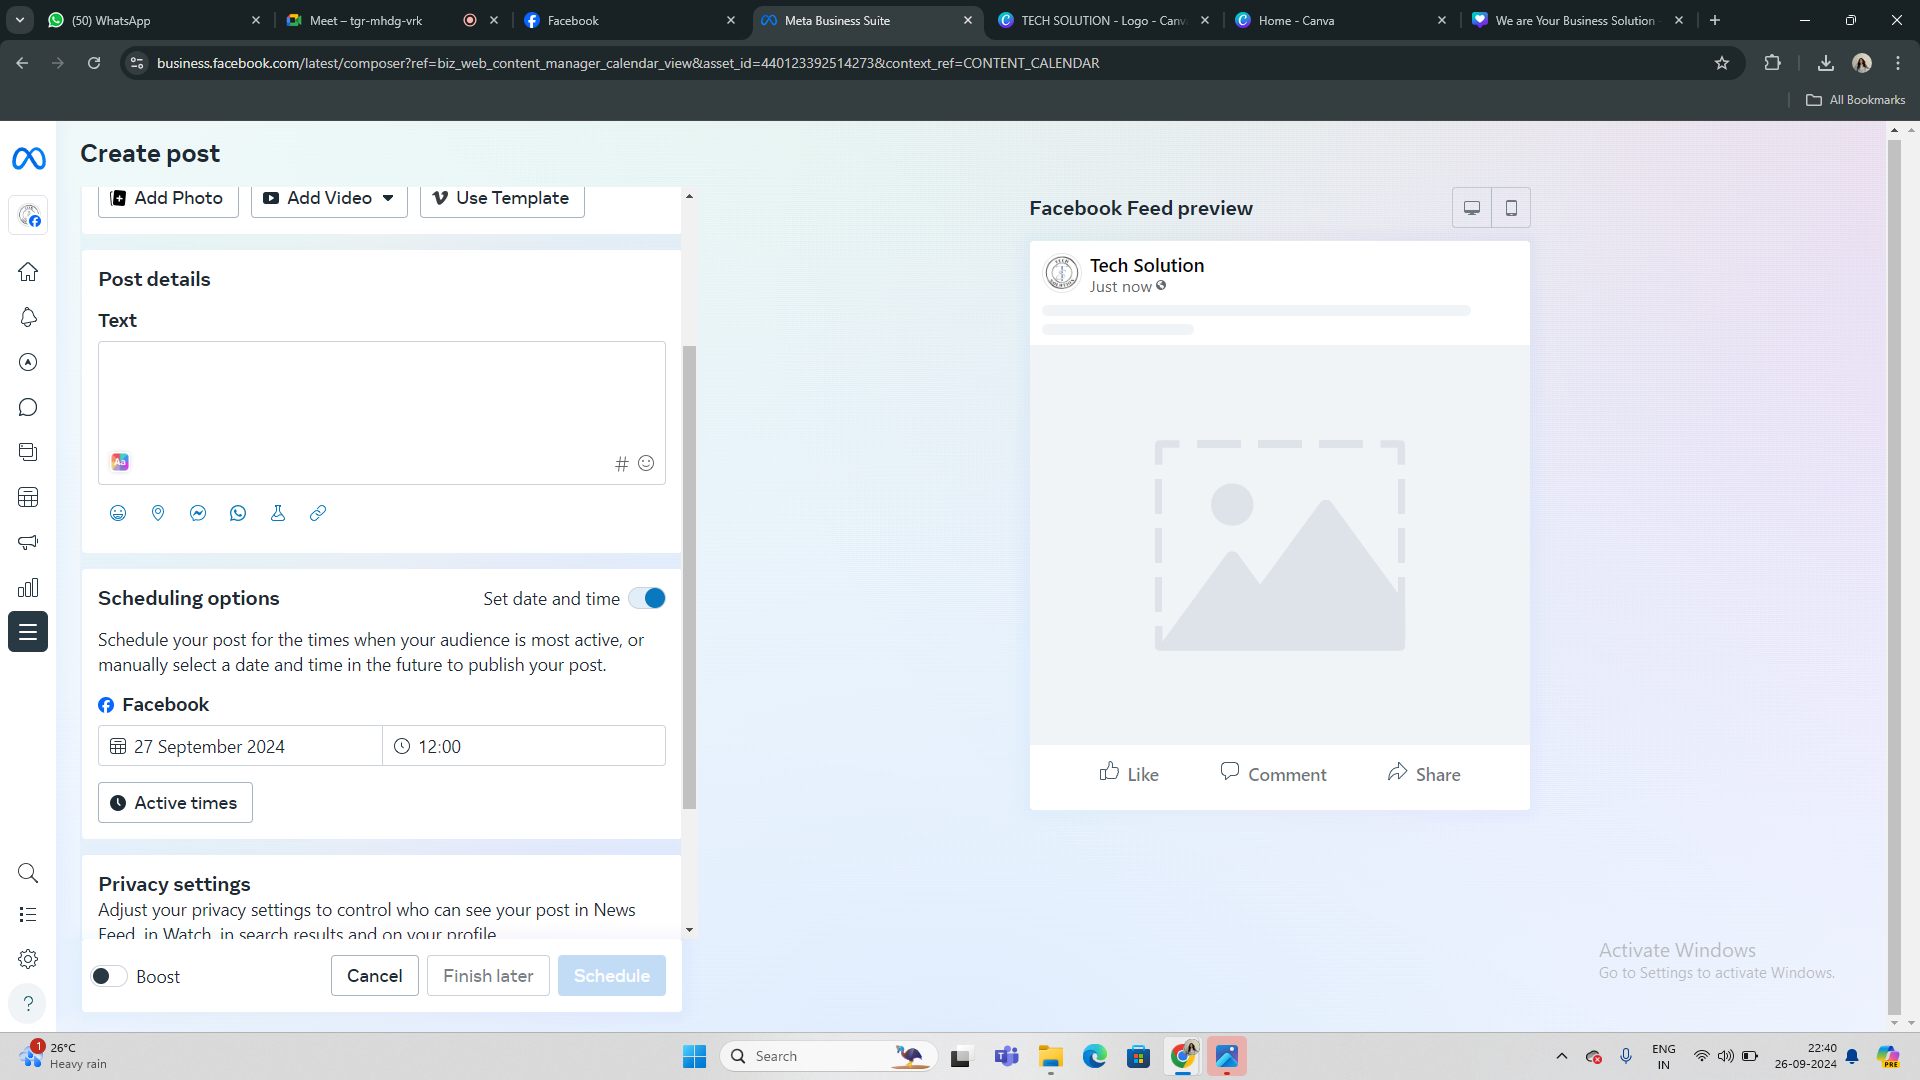 (50) WhatsApp
Meet – tgr-mhdg-vrk
Facebook
Meta Business Suite
TECH SOLUTION - Logo - Canv
Home - Canva
We are Your Business Solution -
business.facebook.com/latest/composer?ref=biz_web_content_manager_calendar_view&asset_id=440123392514273&context_ref=CONTENT_CALENDAR
All Bookmarks
Create post
Add Photo
Add Video
Use Template
Post details
Text
Aa
#
Scheduling options
Set date and time
Schedule your post for the times when your audience is most active, or
manually select a date and time in the future to publish your post.
Facebook
27 September 2024
12:00
Active times
Privacy settings
Adjust your privacy settings to control who can see your post in News
Feed, in Watch, in search results and on your profile
Boost
Cancel
Finish later
Schedule
?
Facebook Feed preview
TECH
SOLUTION
Tech Solution
Just now
Like
Comment
Share
Activate Windows
Go to Settings to activate Windows.
1
26°C
Heavy rain
Search
ENG
IN
22:40
26-09-2024
PRE